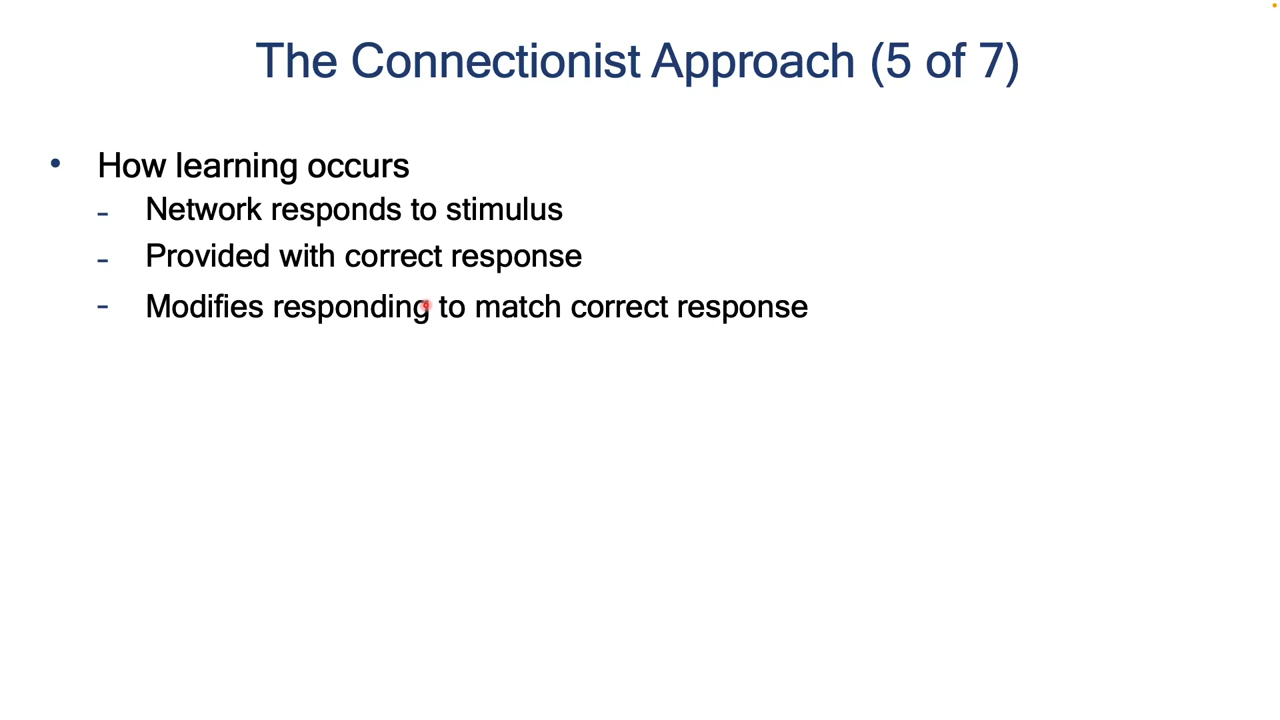 The Connectionist Approach (5 of 7)
• How learning occurs
- Network responds to stimulus
- Provided with correct response
- Modifies responding to match correct response